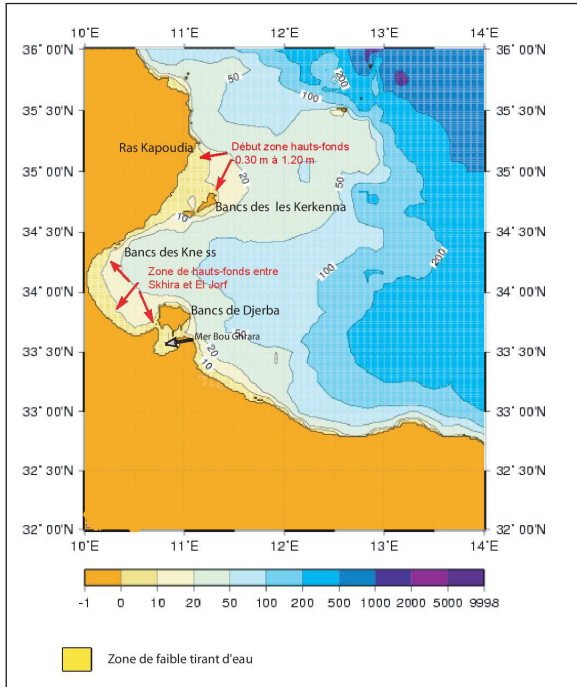 10°E 11°E 12°E 13°E 14°E
36° 00'N 36° 00'N
35° 30'N 35° 30'N
35° 00'N 35° 00'N
34° 30'N 34° 30'N
34° 00'N 34° 00'N
33° 30'N 33° 30'N
33° 00'N 33° 00'N
32° 30'N 32° 30'N
32° 00'N 32° 00'N
10°E 11°E 12°E 13°E 14°E
50
100
200
Ras Kapoudia
Début zone hauts-fonds
-0.30 m à 1.20 m
20
50
10
Bancs des les Kerkenna
Bancs des Kne ss
200
100
Zone de hauts-fonds entre
Skhira et El Jorf
Bancs de Djerba
50
Mer Bou Ghrara
20
10
-1 0 10 20 50 100 200 500 1000 2000 5000 9998
Zone de faible tirant d'eau